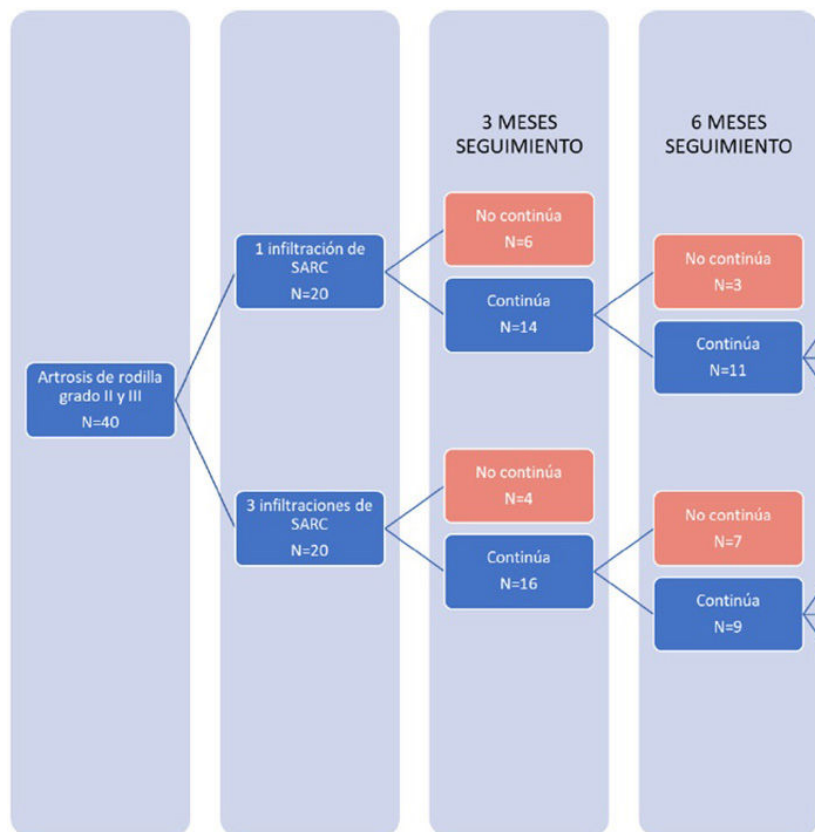 3 MESES
SEGUIMIENTO
6 MESES
SEGUIMIENTO
Artrosis de rodilla
grado II y III
N=40
1 infiltración de
SARC
N=20
3 infiltraciones de
SARC
N=20
No continúa
N=6
Continúa
N=14
No continúa
N=4
Continúa
N=16
No continúa
N=3
Continúa
N=11
No continúa
N=7
Continúa
N=9